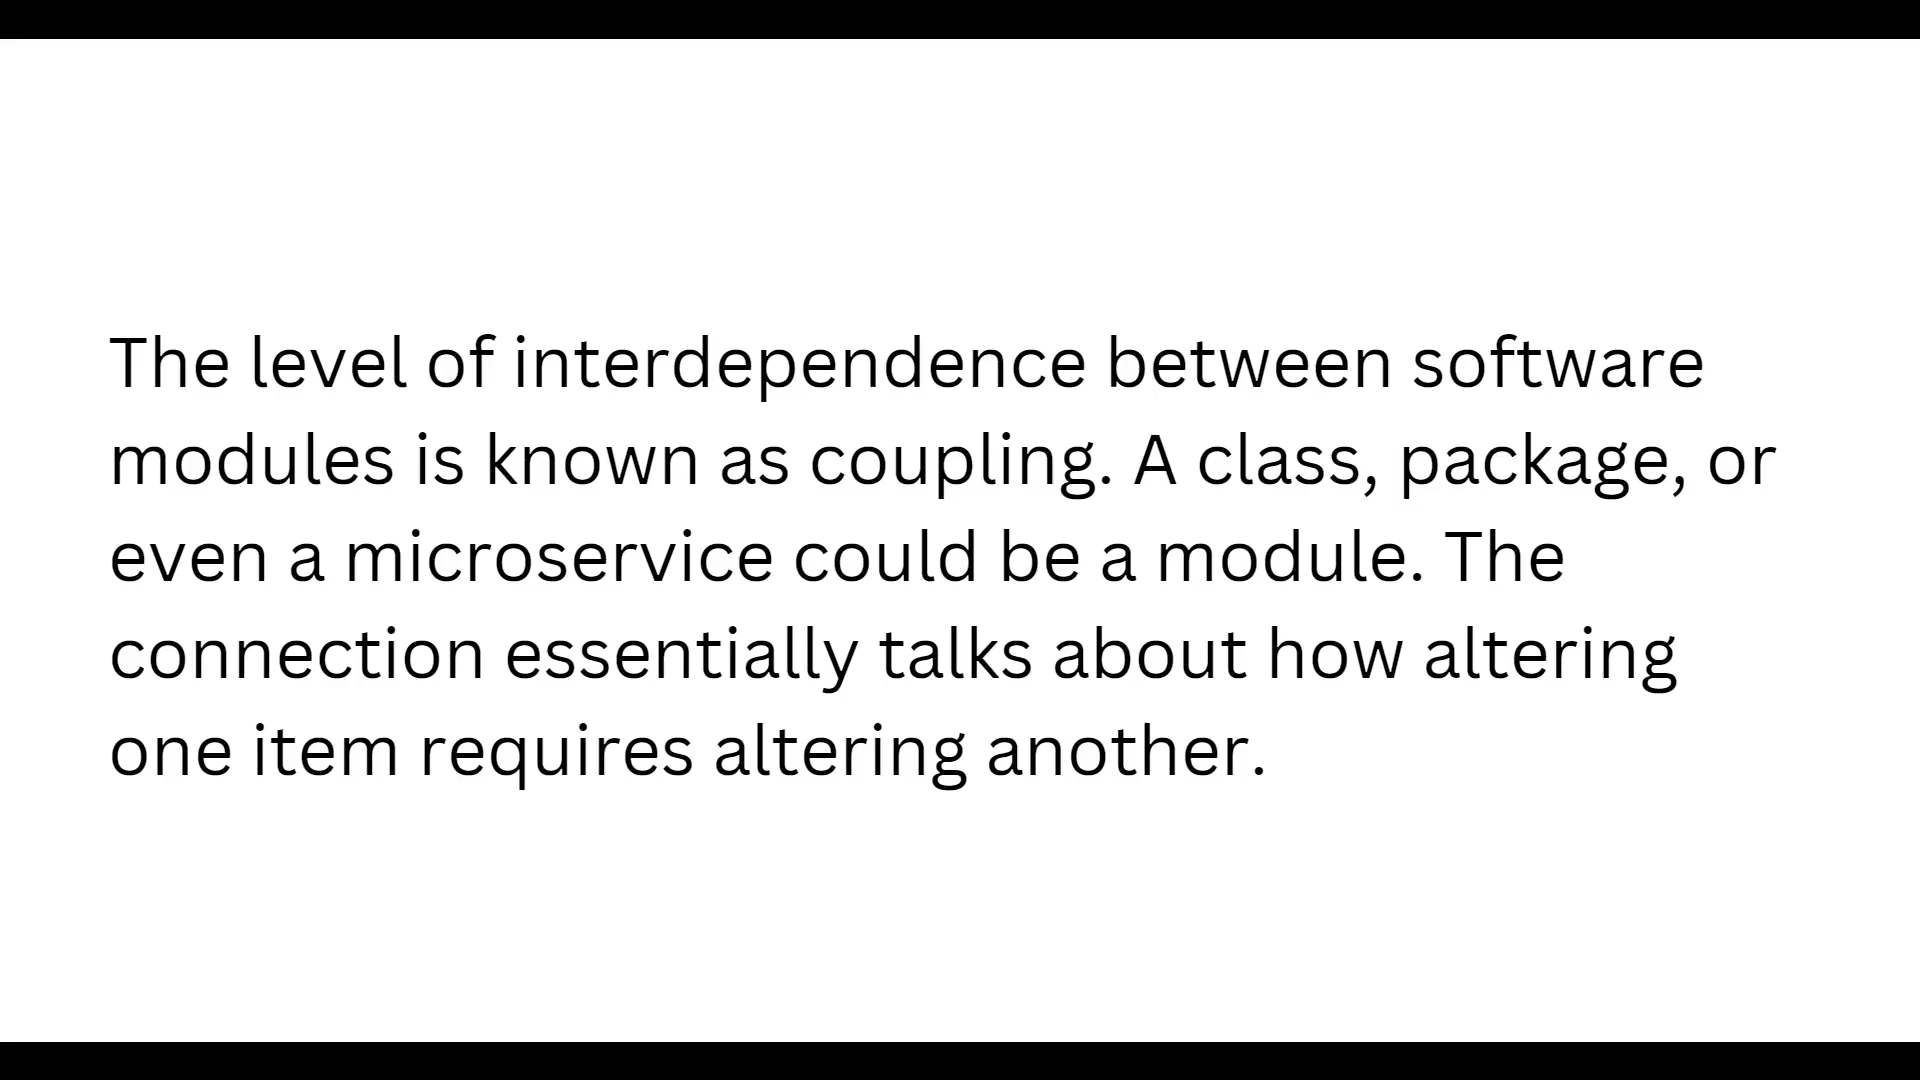 The level of interdependence between software
modules is known as coupling. A class, package, or
even a microservice could be a module. The
connection essentially talks about how altering
one item requires altering another.